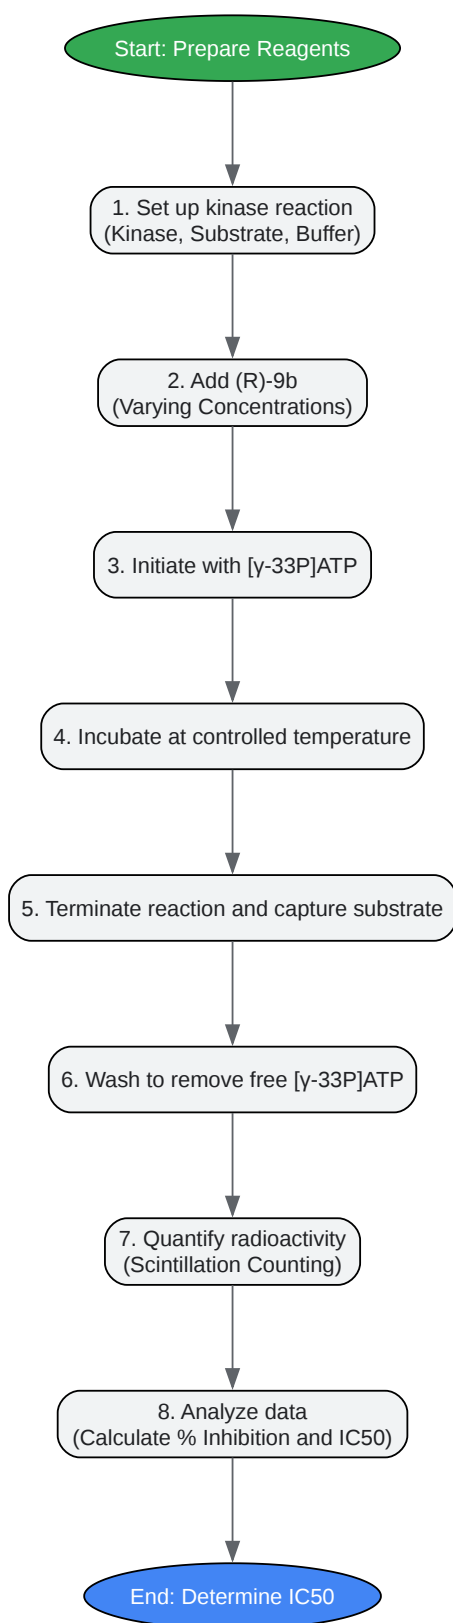 Start: Prepare Reagents
1. Set up kinase reaction
(Kinase, Substrate, Buffer)
2. Add (R)-9b
(Varying Concentrations)
3. Initiate with [γ-33P]ATP
4. Incubate at controlled temperature
5. Terminate reaction and capture substrate
6. Wash to remove free [γ-33P]ATP
7. Quantify radioactivity
(Scintillation Counting)
8. Analyze data
(Calculate % Inhibition and IC50)
End: Determine IC50